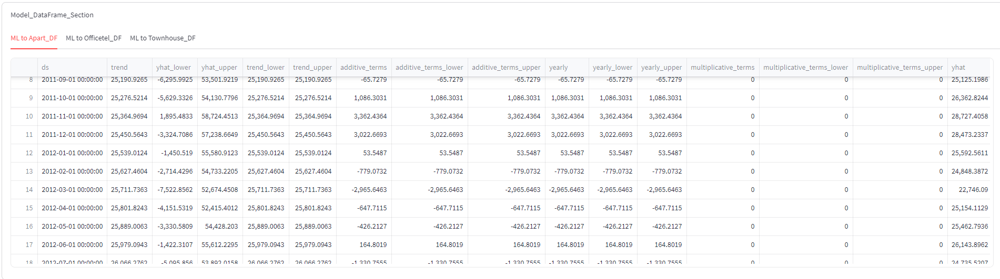 Model_DataFrame_Section
ML to Apart_DF ML to Officetel_DF ML to Townhouse_DF
ds trend yhat_lower yhat_upper trend_lower trend_upper additive_terms additive_terms_lower additive_terms_upper yearly yearly_lower yearly_upper multiplicative_terms multiplicative_terms_lower multiplicative_terms_upper yhat
8 2011-09-01 00:00:00 25,190.9265 -6,295.9925 53,501.9219 25,190.9265 25,190.9265 -65.7279 -65.7279 -65.7279 -65.7279 -65.7279 -65.7279 0 0 0 25,125.1986
9 2011-10-01 00:00:00 25,276.5214 -5,629.3326 54,130.7796 25,276.5214 25,276.5214 1,086.3031 1,086.3031 1,086.3031 1,086.3031 1,086.3031 1,086.3031 0 0 0 26,362.8244
10 2011-11-01 00:00:00 25,364.9694 1,895.4833 58,724.4513 25,364.9694 25,364.9694 3,362.4364 3,362.4364 3,362.4364 3,362.4364 3,362.4364 3,362.4364 0 0 0 28,727.4058
11 2011-12-01 00:00:00 25,450.5643 -3,324.7086 57,238.6649 25,450.5643 25,450.5643 3,022.6693 3,022.6693 3,022.6693 3,022.6693 3,022.6693 3,022.6693 0 0 0 28,473.2337
12 2012-01-01 00:00:00 25,539.0124 -1,450.519 55,580.9123 25,539.0124 25,539.0124 53.5487 53.5487 53.5487 53.5487 53.5487 53.5487 0 0 0 25,592.5611
13 2012-02-01 00:00:00 25,627.4604 -2,714.4296 54,733.2205 25,627.4604 25,627.4604 -779.0732 -779.0732 -779.0732 -779.0732 -779.0732 -779.0732 0 0 0 24,848.3872
14 2012-03-01 00:00:00 25,711.7363 -7,522.8562 52,674.4508 25,711.7363 25,711.7363 -2,965.6463 -2,965.6463 -2,965.6463 -2,965.6463 -2,965.6463 -2,965.6463 0 0 0 22,746.09
15 2012-04-01 00:00:00 25,801.8243 -4,151.5319 52,415.4012 25,801.8243 25,801.8243 -647.7115 -647.7115 -647.7115 -647.7115 -647.7115 -647.7115 0 0 0 25,154.1129
16 2012-05-01 00:00:00 25,889.0063 -3,330.5809 54,428.203 25,889.0063 25,889.0063 -426.2127 -426.2127 -426.2127 -426.2127 -426.2127 -426.2127 0 0 0 25,462.7936
17 2012-06-01 00:00:00 25,979.0943 -1,422.3107 55,612.2295 25,979.0943 25,979.0943 164.8019 164.8019 164.8019 164.8019 164.8019 164.8019 0 0 0 26,143.8962
18 2012-07-01 00:00:00 26,066.2762 -5,095.856 53,892.0158 26,066.2762 26,066.2762 -1,330.7555 -1,330.7555 -1,330.7555 -1,330.7555 -1,330.7555 -1,330.7555 0 0 0 24,735.5207